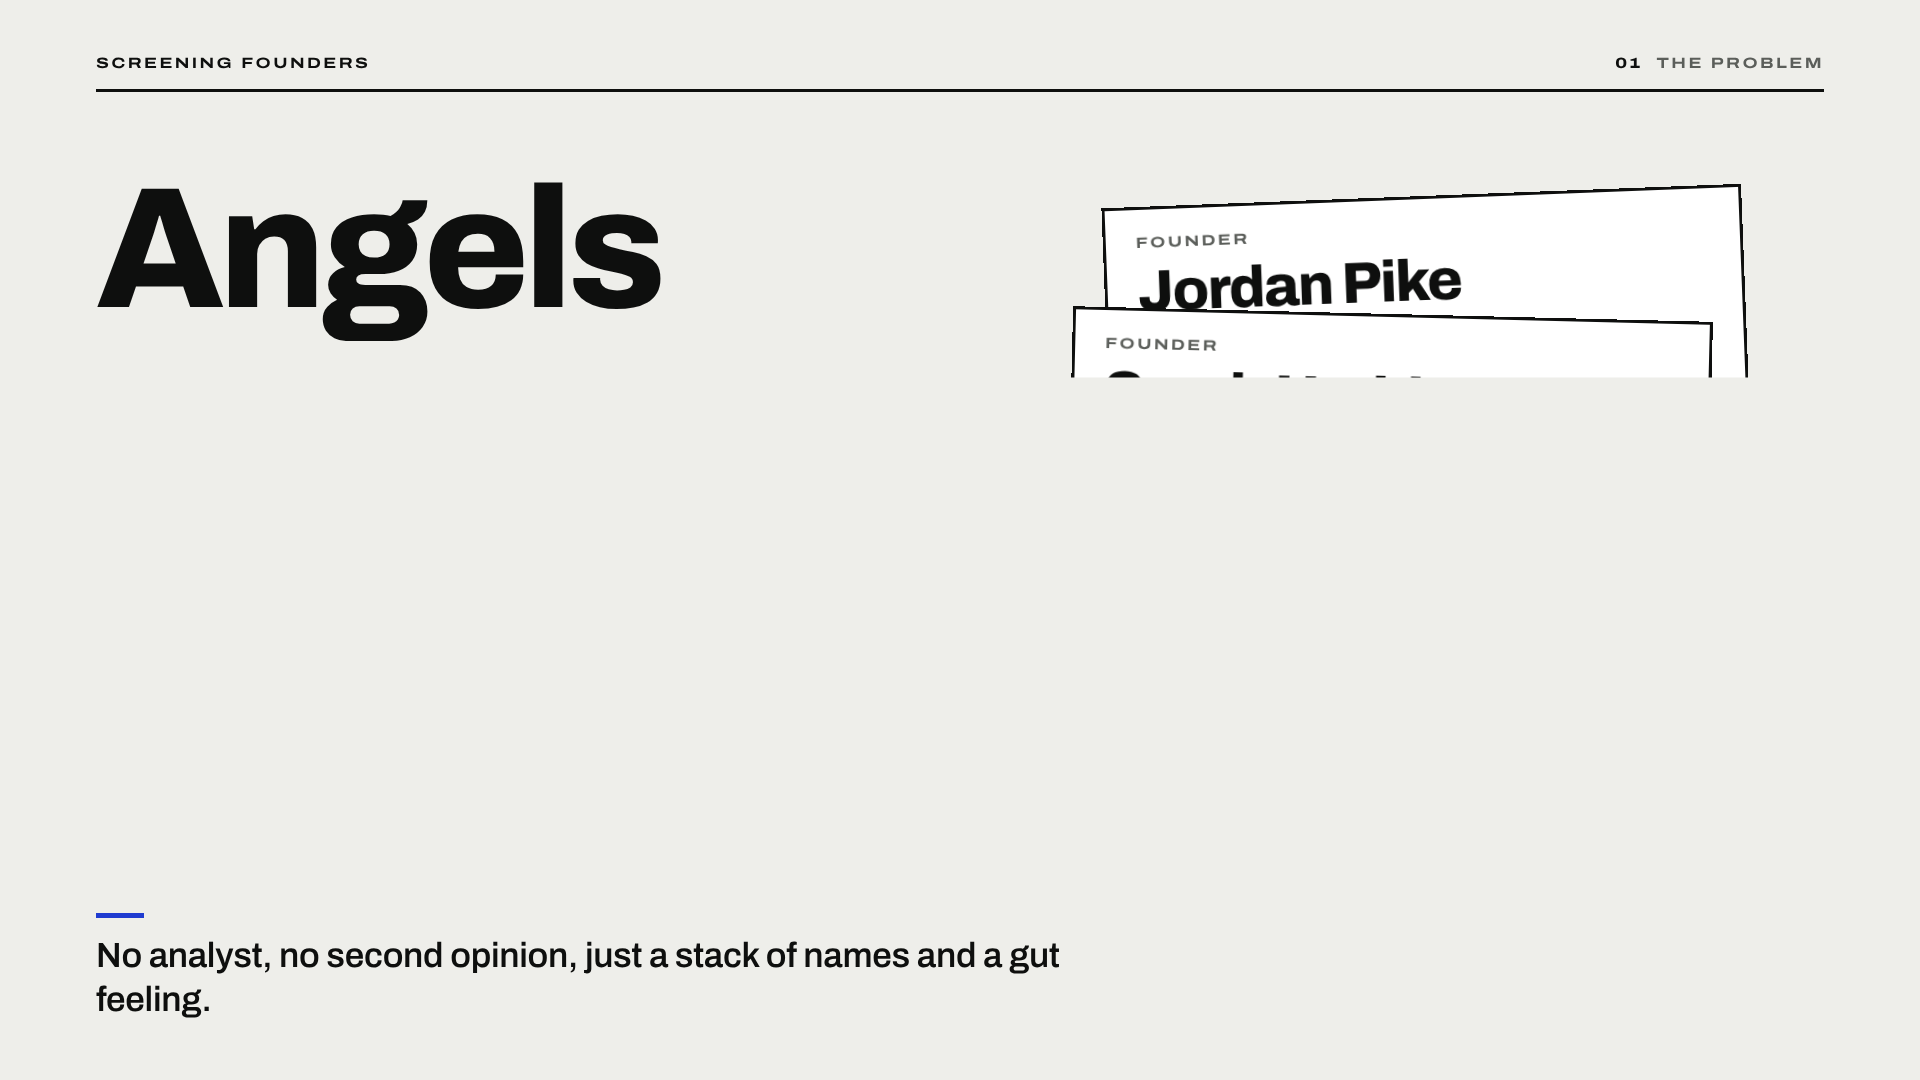 SCREENING FOUNDERS
01 THE PROBLEM
Angels
FOUNDER
Jordan Pike
FOUNDER
No analyst, no second opinion, just a stack of names and a gut
feeling.